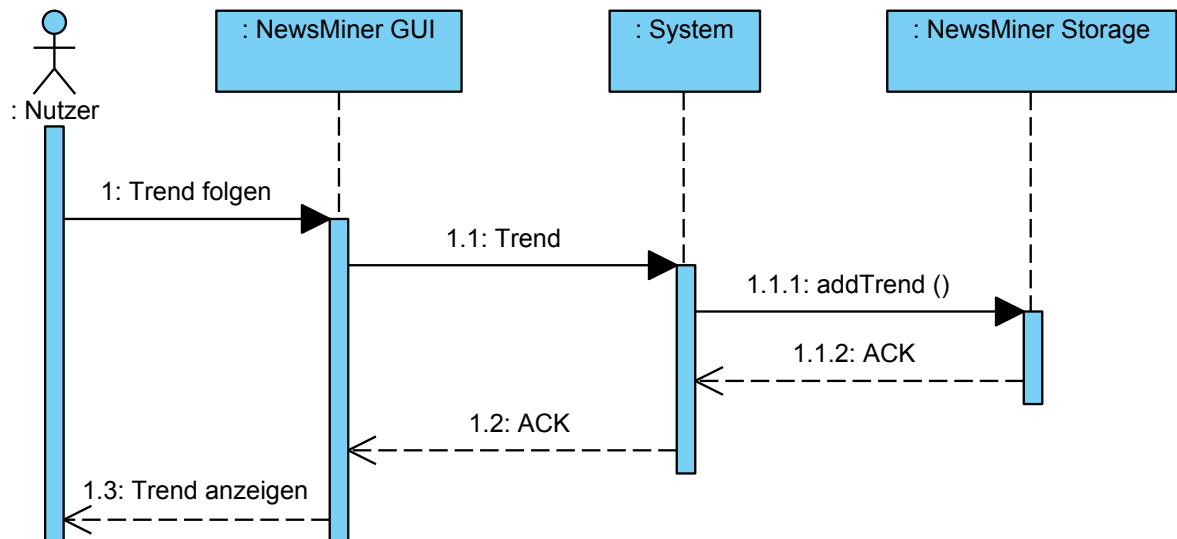 : NewsMiner GUI
: System
: NewsMiner Storage
: Nutzer
1: Trend folgen
1.1: Trend
1.1.1: addTrend ()
1.1.2: ACK
1.2: ACK
1.3: Trend anzeigen